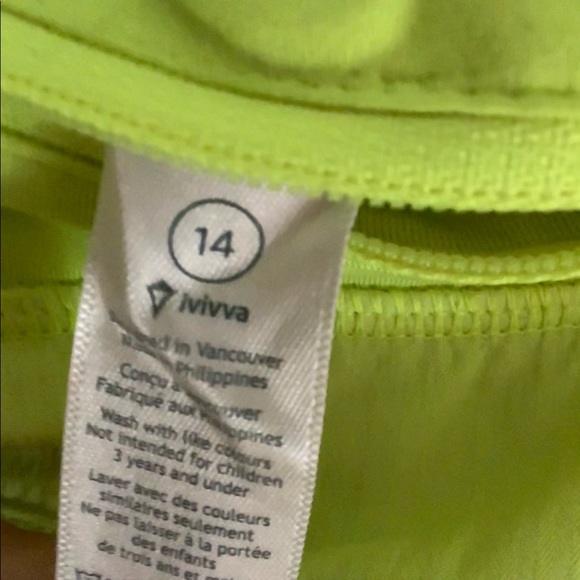 14
ivivva
in Vancouver
Philippines
Conçu
Fabriqué aux
Wash with like colours
Not intended for children
3 years and under
Laver avec des couleurs
similaires seulement
Ne pas laisser à la portée
des enfants
de trois ans et